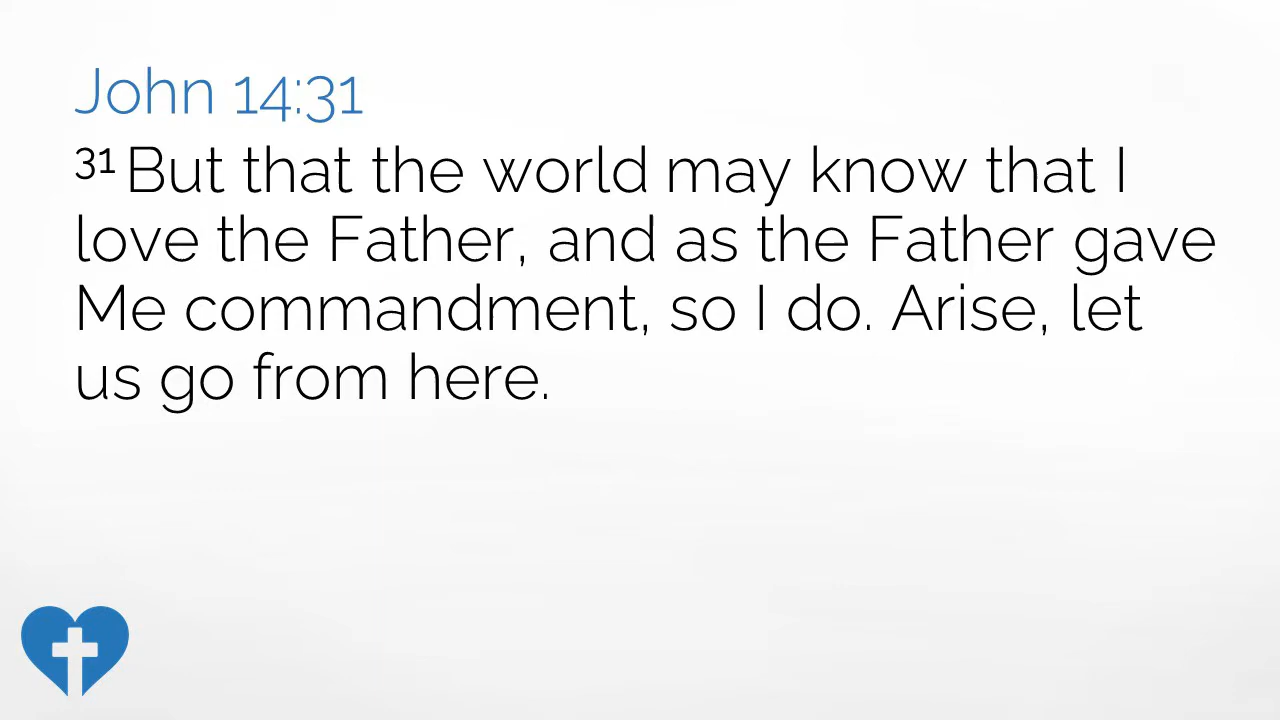 John 14:31
31 But that the world may know that I
love the Father, and as the Father gave
Me commandment, so I do. Arise, let
us go from here.